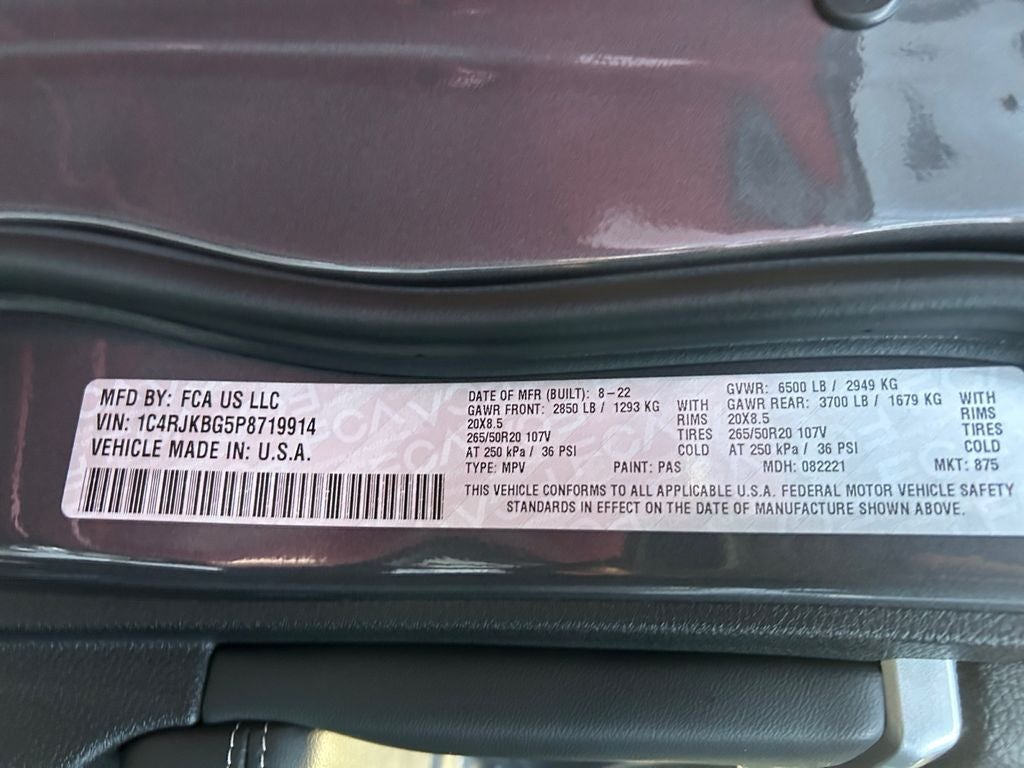 MFD BY: FCA US LLC
VIN: 1C4RJKBG5P8719914
VEHICLE MADE IN: U.S.A.
DATE OF MFR (BUILT): 8-22
GAWR FRONT: 2850 LB / 1293 KG WITH
20X8.5 RIMS
265/50R20 107V TIRES
AT 250 kPa / 36 PSI COLD
TYPE: MPV PAINT: PAS
GVWR: 6500 LB / 2949 KG
GAWR REAR: 3700 LB / 1679 KG WITH
20X8.5 RIMS
265/50R20 107V TIRES
AT 250 kPa / 36 PSI COLD
MDH: 082221 MKT: 875
THIS VEHICLE CONFORMS TO ALL APPLICABLE U.S.A. FEDERAL MOTOR VEHICLE SAFETY
STANDARDS IN EFFECT ON THE DATE OF MANUFACTURE SHOWN ABOVE.